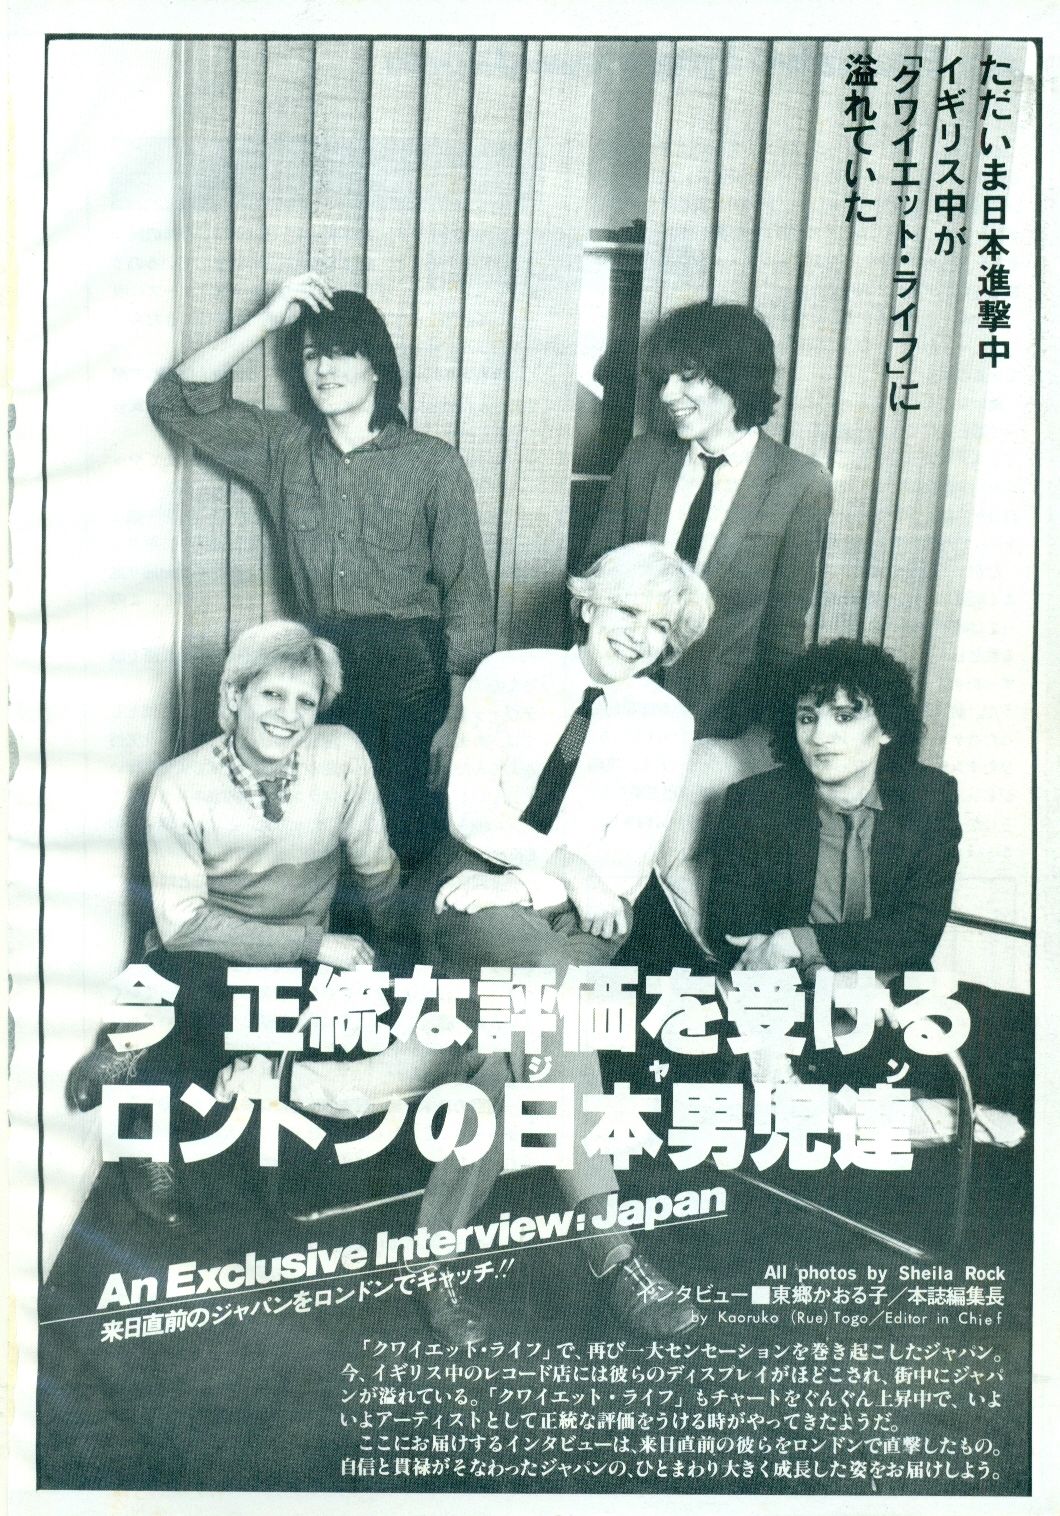 ただいま日本進撃中
イギリス中が
「クワイエット・ライフ」に
溢れていた
今 正統な評価を受ける
ジャパン
ロンドンの日本男児達
An Exclusive Interview: Japan
来日直前のジャパンをロンドンでキャッチ!!
All photos by Sheila Rock
インタビュー■東郷かおる子／本誌編集長
by Kaoruko (Rue) Togo／Editor in Chief
「クワイエット・ライフ」で、再び一大センセーションを巻き起こしたジャパン。
今、イギリス中のレコード店には彼らのディスプレイがほどこされ、街中にジャパ
ンが溢れている。「クワイエット・ライフ」もチャートをぐんぐん上昇中で、いよ
いよアーティストとして正統な評価をうける時がやってきたようだ。
ここにお届けするインタビューは、来日直前の彼らをロンドンで直撃したもの。
自信と貫禄がそなわったジャパンの、ひとまわり大きく成長した姿をお届けしよう。